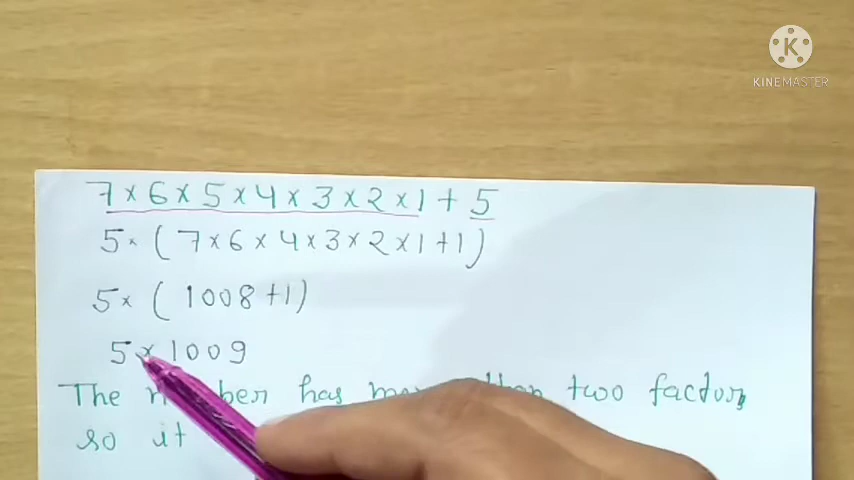 K
KINEMASTER
7×6×5×4×3×2×1+5
5×(7×6×4×3×2×1+1)
5×(1008+1)
5×1009
The has two factors
so it